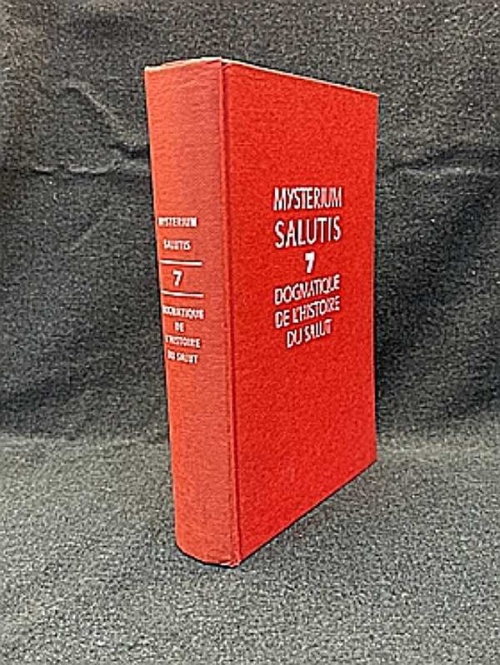 MYSTERIUM
SALUTIS
7
DOGMATIQUE
DE
L'HISTOIRE
DU SALUT
MYSTERIUM
SALUTIS
7
DOGMATIQUE
DE L'HISTOIRE
DU SALUT